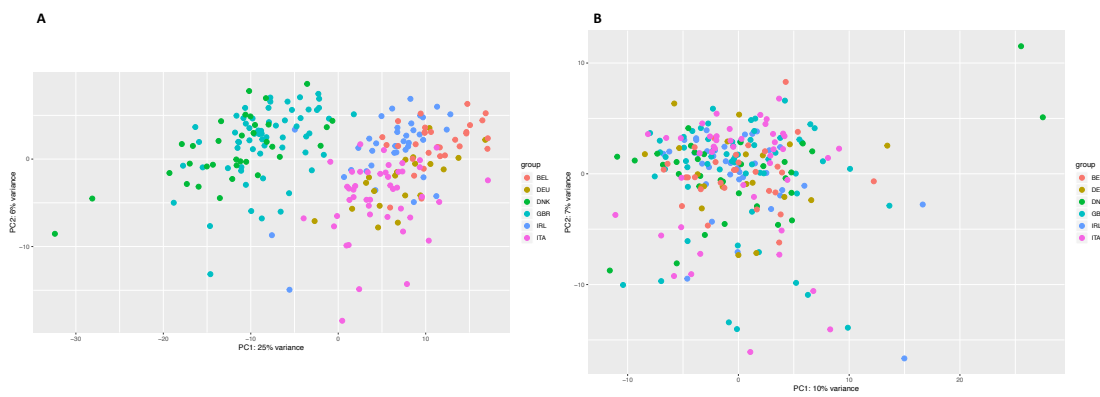 A
0
−10
−30
−20
−10
0
10
PC1: 25% variance
PC2: 6% variance
group
BEL
DEU
DNK
GBR
IRL
ITA
B
10
0
−10
−10
0
10
20
PC1: 10% variance
PC2: 7% variance
group
BE
DE
DN
GB
IRL
ITA